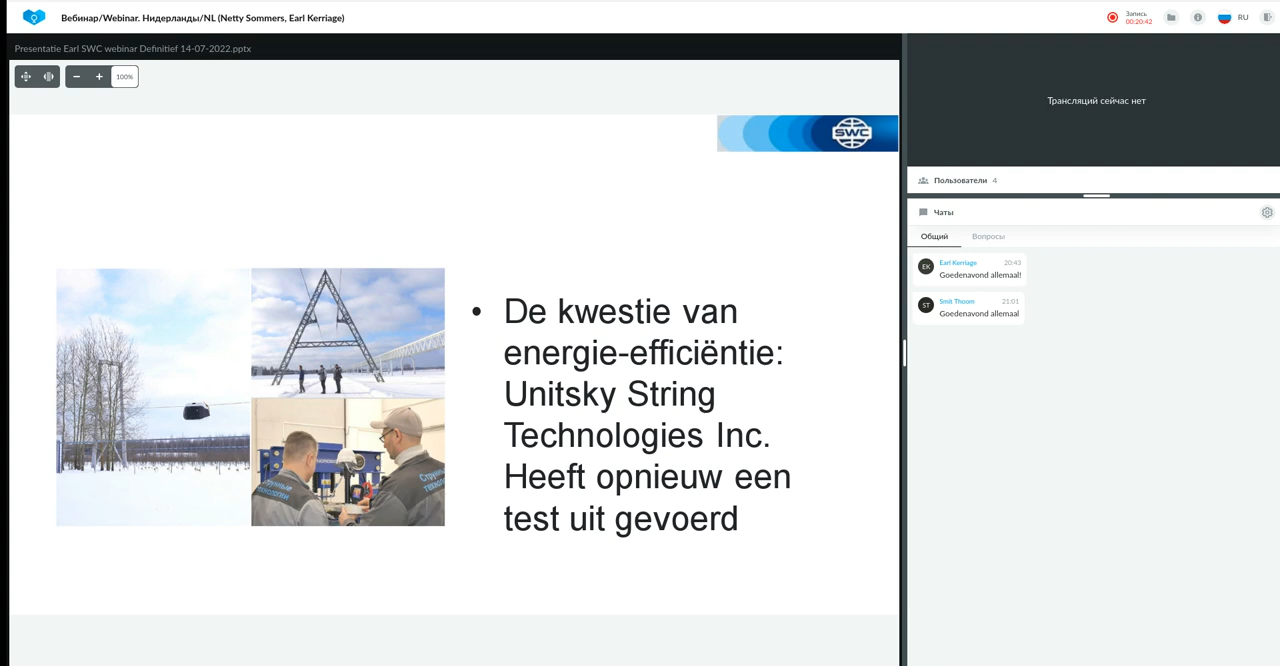 Вебинар/Webinar. Нидерланды/NL (Netty Sommers, Earl Kerriage)
Запись
00:20:42
RU
Presentatie Earl SWC webinar Definitief 14-07-2022.pptx
100%
SWC
• De kwestie van
energie-efficiëntie:
Unitsky String
Technologies Inc.
Heeft opnieuw een
test uit gevoerd
Трансляций сейчас нет
Пользователи 4
Чаты
Общий Вопросы
EK Earl Kerriage 20:43
Goedenavond allemaal!
ST Smit Thoom 21:01
Goedenavond allemaal